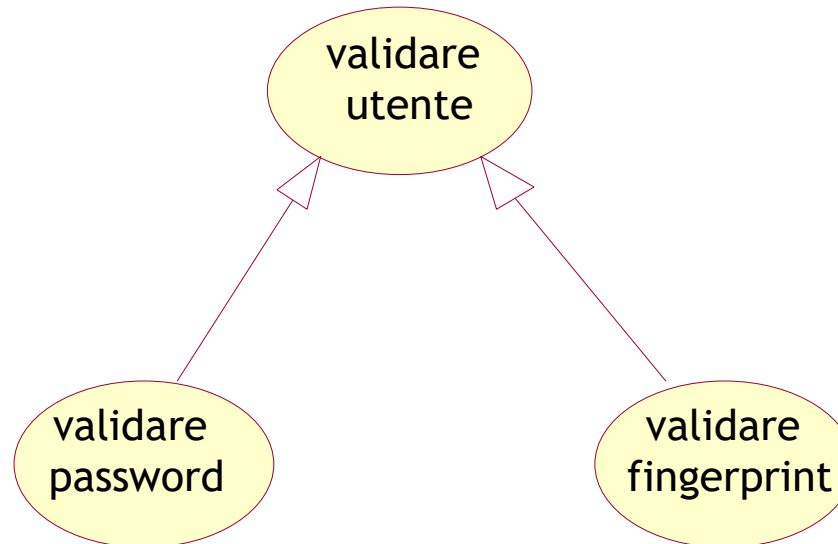 validare
utente
validare
password
validare
fingerprint